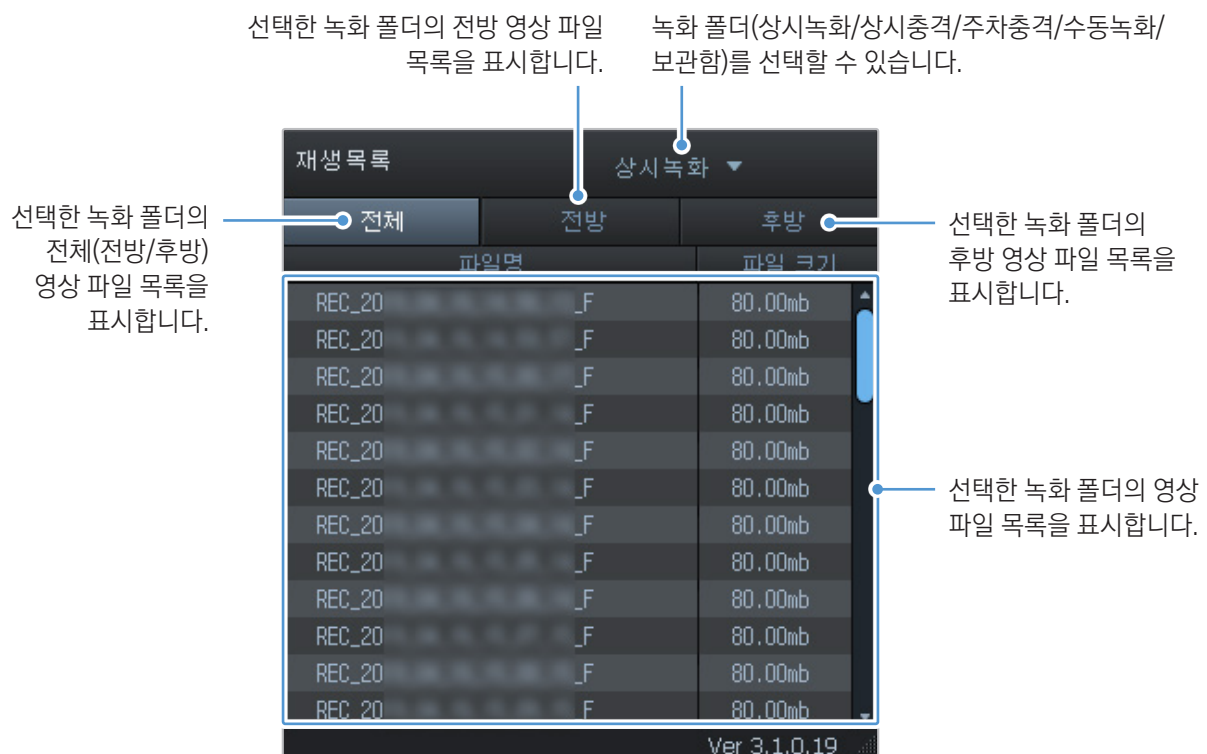 선택한 녹화 폴더의 전방 영상 파일
목록을 표시합니다.
녹화 폴더(상시녹화/상시충격/주차충격/수동녹화/
보관함)를 선택할 수 있습니다.
재생목록
상시녹화 ▼
선택한 녹화 폴더의
전체(전방/후방)
영상 파일 목록을
표시합니다.
전체 전방 후방
선택한 녹화 폴더의
후방 영상 파일 목록을
표시합니다.
파일명 파일 크기
REC_20 _F 80.00mb
REC_20 _F 80.00mb
REC_20 _F 80.00mb
REC_20 _F 80.00mb
REC_20 _F 80.00mb
REC_20 _F 80.00mb
REC_20 _F 80.00mb
REC_20 _F 80.00mb
REC_20 _F 80.00mb
REC_20 _F 80.00mb
REC_20 _F 80.00mb
REC_20 _F 80.00mb
선택한 녹화 폴더의 영상
파일 목록을 표시합니다.
Ver 3.1.0.19